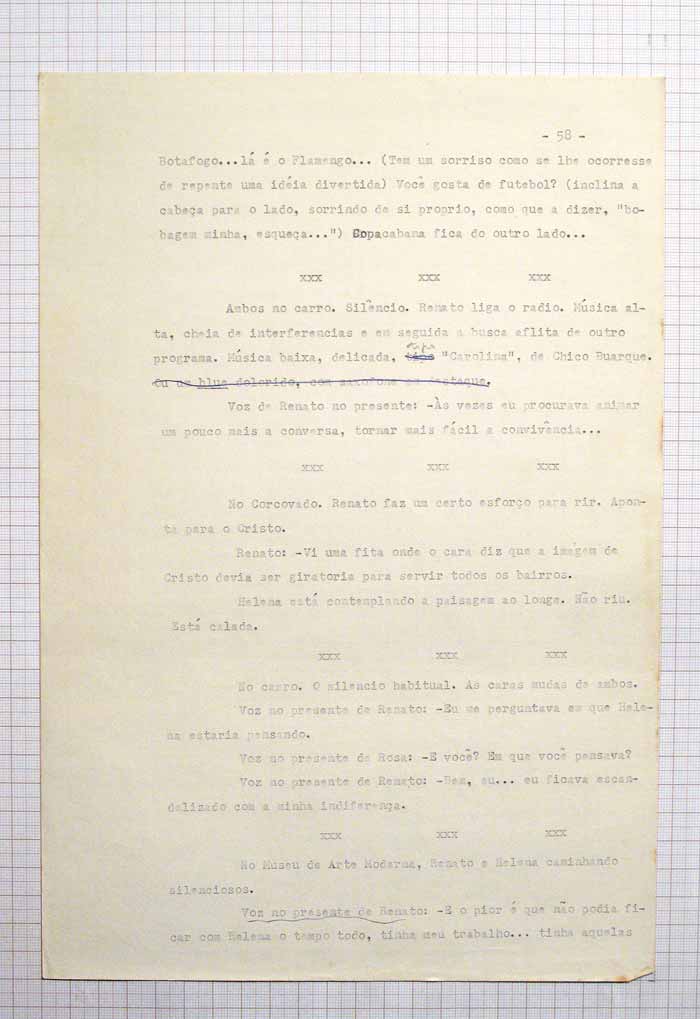 - 58 -
Botafogo...lá é o Flamengo... (Tem um sorriso como se lhe ocorresse
de repente uma idéia divertida) Você gosta de futebol? (inclina a
cabeça para o lado, sorrindo de si proprio, como que a dizer, "bo-
bagem minha, esqueça...") Copacabana fica do outro lado...
xxx xxx xxx
Ambos no carro. Silêncio. Renato liga o radio. Música al-
ta, cheia de interferencias e em seguida a busca aflita de outro
programa. Música baixa, delicada, tipo "Carolina", de Chico Buarque.
Ou um blue dolorido, com saxofone em destaque.
Voz de Renato no presente: -Às vezes eu procurava animar
um pouco mais a conversa, tornar mais fácil a convivência...
xxx xxx xxx
No Corcovado. Renato faz um certo esforço para rir. Apon-
ta para o Cristo.
Renato: -Vi uma fita onde o cara diz que a imagem de
Cristo devia ser giratoria para servir todos os bairros.
Helena está contemplando a paisagem ao longe. Não riu.
Está calada.
xxx xxx xxx
No carro. O silencio habitual. As caras mudas de ambos.
Voz no presente de Renato: -Eu me perguntava em que Hele-
na estaria pensando.
Voz no presente de Rosa: -E você? Em que você pensava?
Voz no presente de Renato: -Bem, eu... eu ficava escan-
dalizado com a minha indiferença.
xxx xxx xxx
No Museu de Arte Moderna, Renato e Helena caminhando
silenciosos.
Voz no presente de Renato: -E o pior é que não podia fi-
car com Helena o tempo todo, tinha meu trabalho... tinha aquelas